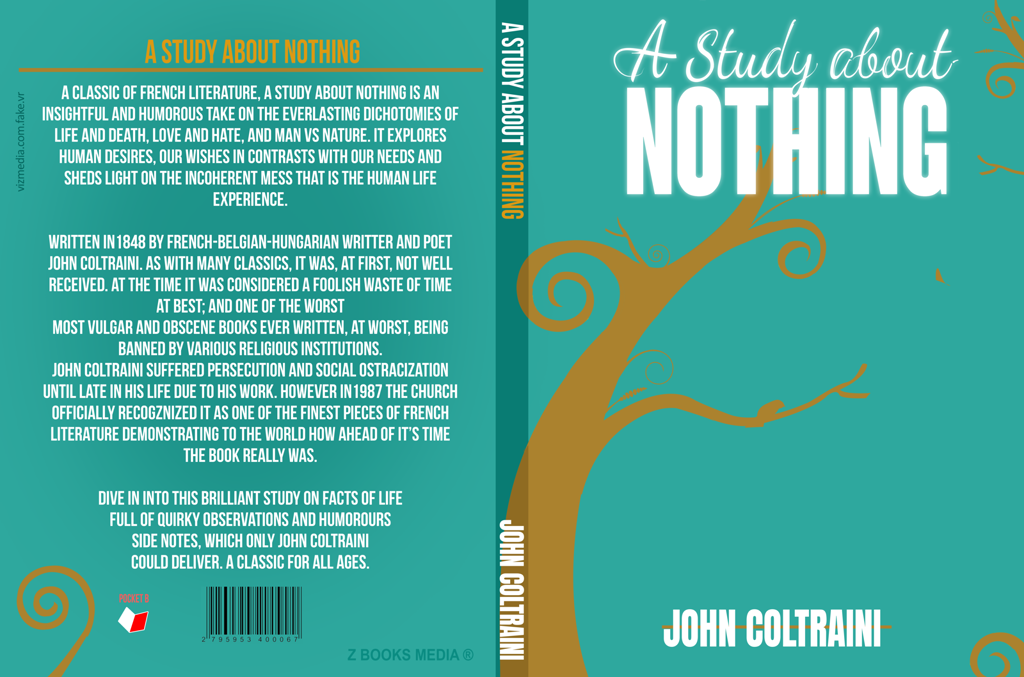 A STUDY ABOUT NOTHING
A CLASSIC OF FRENCH LITERATURE, A STUDY ABOUT NOTHING IS AN
INSIGHTFUL AND HUMOROUS TAKE ON THE EVERLASTING DICHOTOMIES OF
LIFE AND DEATH, LOVE AND HATE, AND MAN VS NATURE. IT EXPLORES
HUMAN DESIRES, OUR WISHES IN CONTRASTS WITH OUR NEEDS AND
SHEDS LIGHT ON THE INCOHERENT MESS THAT IS THE HUMAN LIFE
EXPERIENCE.
WRITTEN IN1848 BY FRENCH-BELGIAN-HUNGARIAN WRITTER AND POET
JOHN COLTRAINI. AS WITH MANY CLASSICS, IT WAS, AT FIRST, NOT WELL
RECEIVED. AT THE TIME IT WAS CONSIDERED A FOOLISH WASTE OF TIME
AT BEST; AND ONE OF THE WORST
MOST VULGAR AND OBSCENE BOOKS EVER WRITTEN, AT WORST, BEING
BANNED BY VARIOUS RELIGIOUS INSTITUTIONS.
JOHN COLTRAINI SUFFERED PERSECUTION AND SOCIAL OSTRACIZATION
UNTIL LATE IN HIS LIFE DUE TO HIS WORK. HOWEVER IN1987 THE CHURCH
OFFICIALLY RECOGZNIZED IT AS ONE OF THE FINEST PIECES OF FRENCH
LITERATURE DEMONSTRATING TO THE WORLD HOW AHEAD OF IT'S TIME
THE BOOK REALLY WAS.
DIVE IN INTO THIS BRILLIANT STUDY ON FACTS OF LIFE
FULL OF QUIRKY OBSERVATIONS AND HUMOROURS
SIDE NOTES, WHICH ONLY JOHN COLTRAINI
COULD DELIVER. A CLASSIC FOR ALL AGES.
vizmedia.com.fake.vr
POCKET ®
2 795953 400067
Z BOOKS MEDIA ®
A STUDY ABOUT NOTHING
JOHN COLTRAINI
A Study about
NOTHING
JOHN COLTRAINI